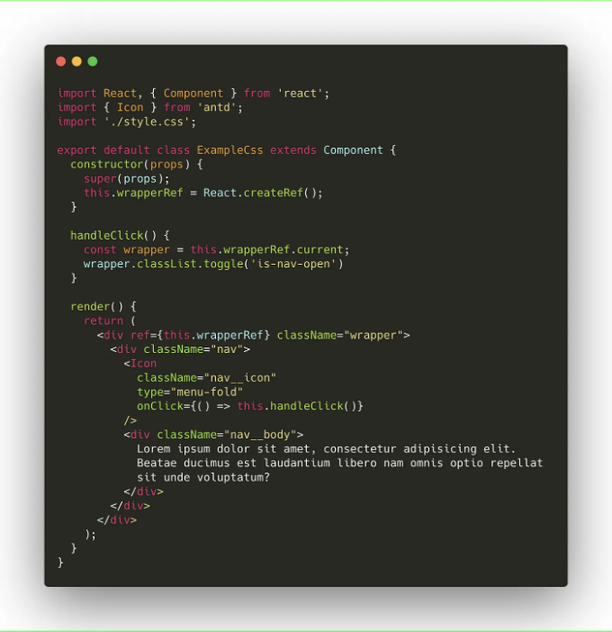 import React, { Component } from 'react';
import { Icon } from 'antd';
import './style.css';

export default class ExampleCss extends Component {
  constructor(props) {
    super(props);
    this.wrapperRef = React.createRef();
  }

  handleClick() {
    const wrapper = this.wrapperRef.current;
    wrapper.classList.toggle('is-nav-open')
  }

  render() {
    return (
      <div ref={this.wrapperRef} className="wrapper">
        <div className="nav">
          <Icon
            className="nav__icon"
            type="menu-fold"
            onClick={() => this.handleClick()}
          />
          <div className="nav__body">
            Lorem ipsum dolor sit amet, consectetur adipisicing elit.
            Beatae ducimus est laudantium libero nam omnis optio repellat
            sit unde voluptatum?
          </div>
        </div>
      </div>
    );
  }
}